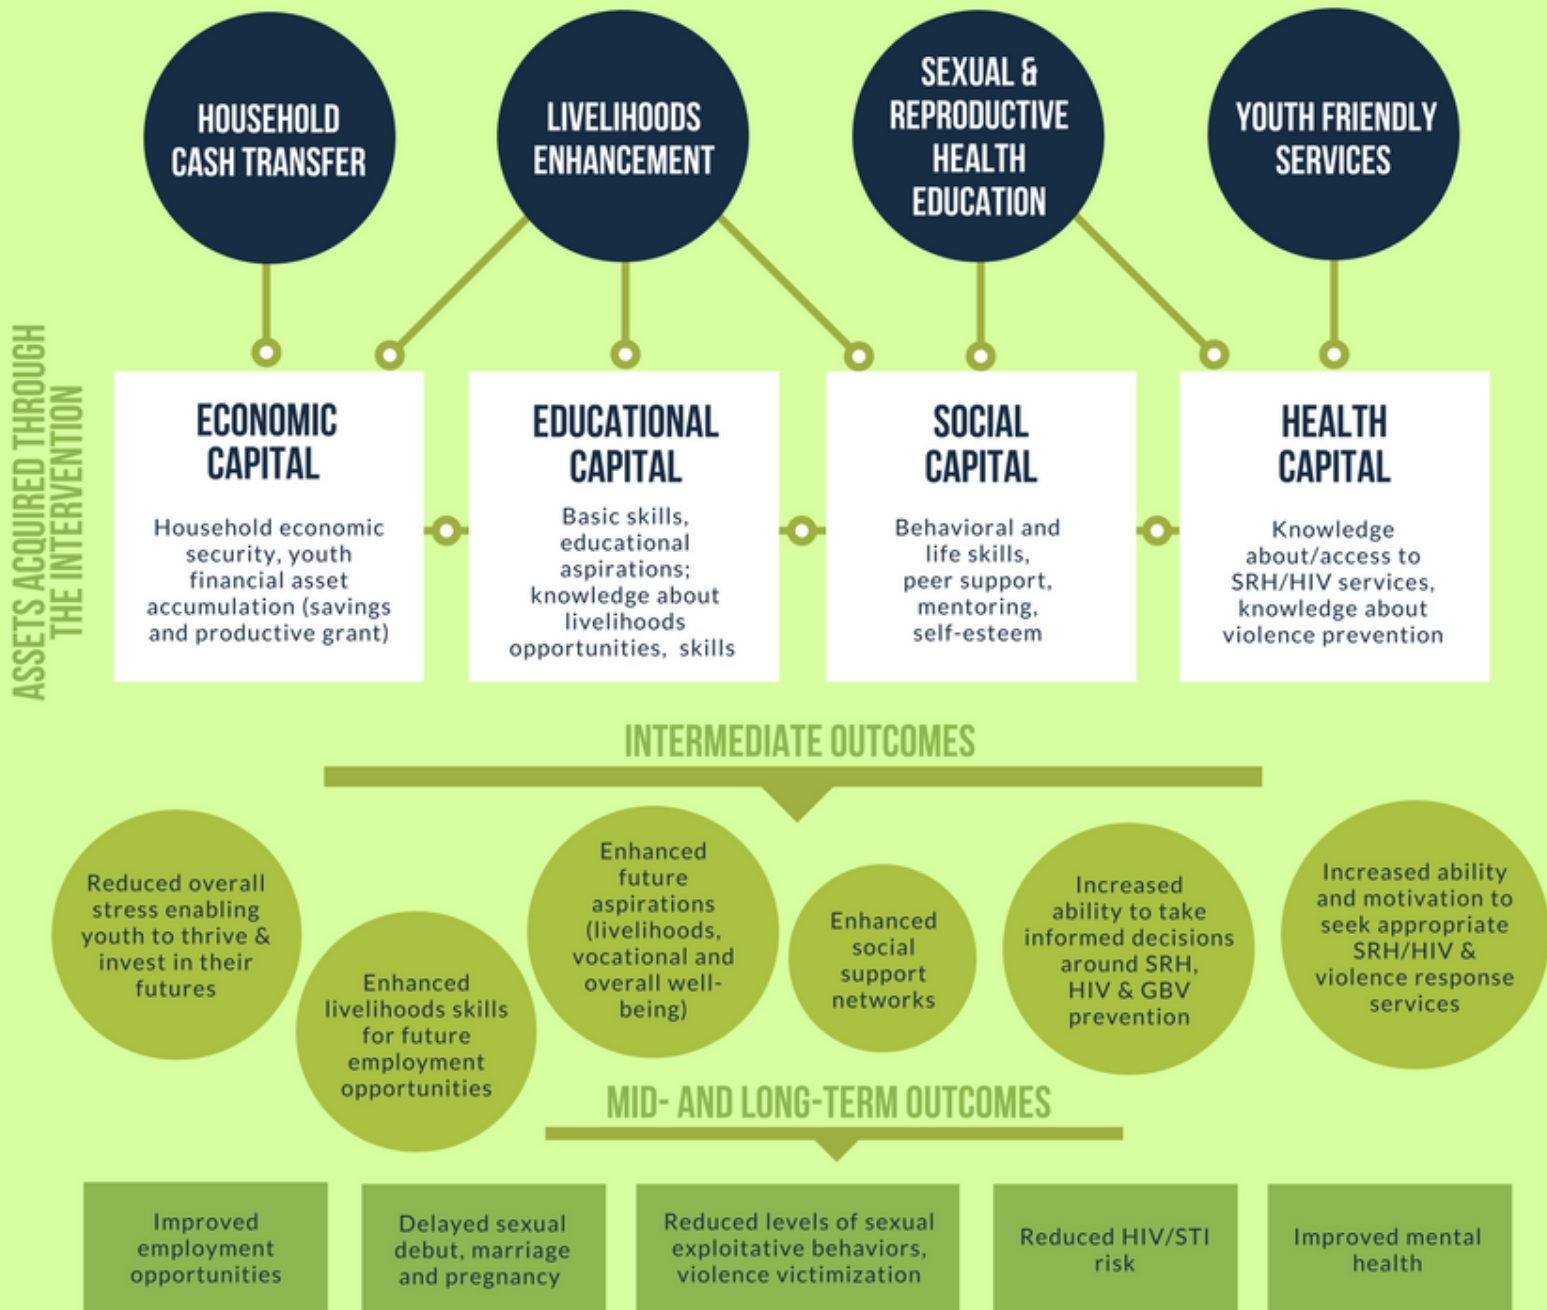 HOUSEHOLD
CASH TRANSFER
LIVELIHOODS
ENHANCEMENT
SEXUAL &
REPRODUCTIVE
HEALTH
EDUCATION
YOUTH FRIENDLY
SERVICES
ASSETS ACQUIRED THROUGH
THE INTERVENTION
ECONOMIC
CAPITAL
Household economic
security, youth
financial asset
accumulation (savings
and productive grant)
EDUCATIONAL
CAPITAL
Basic skills,
educational
aspirations;
knowledge about
livelihoods
opportunities, skills
SOCIAL
CAPITAL
Behavioral and
life skills,
peer support,
mentoring,
self-esteem
HEALTH
CAPITAL
Knowledge
about/access to
SRH/HIV services,
knowledge about
violence prevention
INTERMEDIATE OUTCOMES
Reduced overall
stress enabling
youth to thrive &
invest in their
futures
Enhanced
livelihoods skills
for future
employment
opportunities
Enhanced
future
aspirations
(livelihoods,
vocational and
overall well-
being)
Enhanced
social
support
networks
Increased
ability to take
informed decisions
around SRH,
HIV & GBV
prevention
Increased ability
and motivation to
seek appropriate
SRH/HIV &
violence response
services
MID- AND LONG-TERM OUTCOMES
Improved
employment
opportunities
Delayed sexual
debut, marriage
and pregnancy
Reduced levels of sexual
exploitative behaviors,
violence victimization
Reduced HIV/STI
risk
Improved mental
health